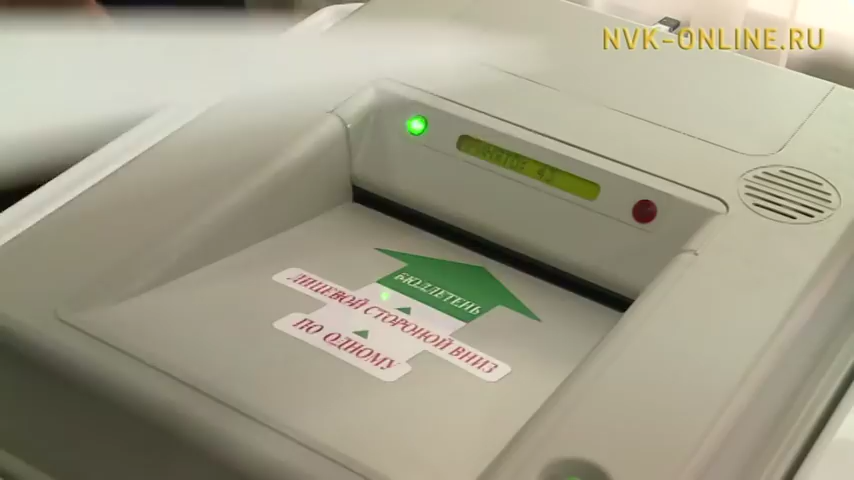 NVK-ONLINE.RU
БЮЛЛЕТЕНЬ
ЛИЦЕВОЙ СТОРОНОЙ ВНИЗ
ПО ОДНОМУ